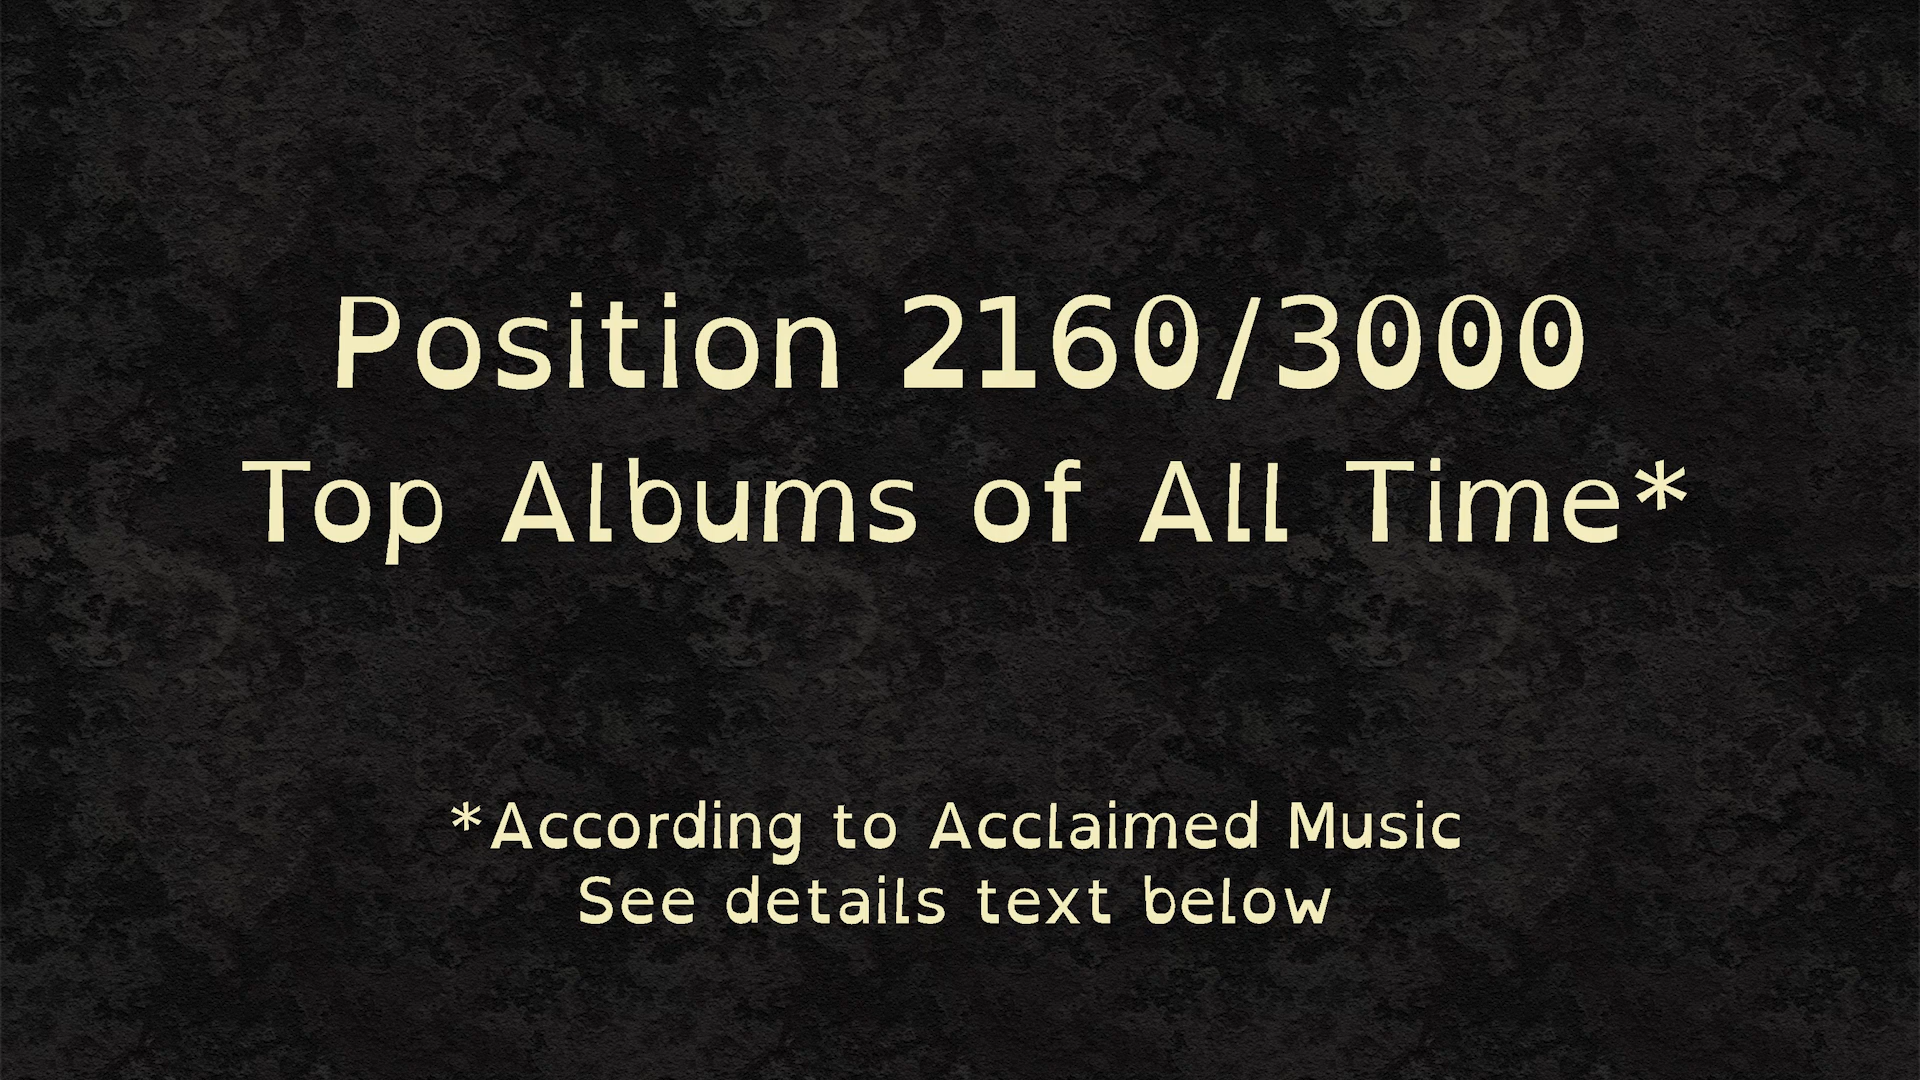 Position 2160/3000
Top Albums of All Time*
*According to Acclaimed Music
See details text below